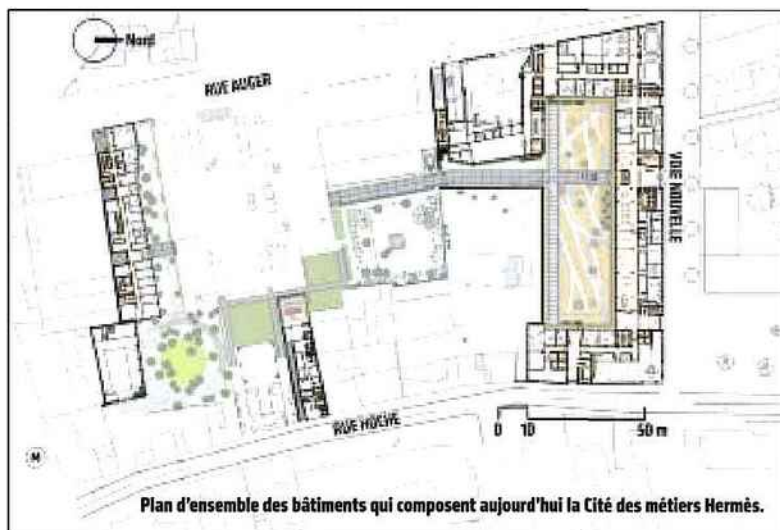 Nord
RUE AUGER
VOIE NOUVELLE
RUE HOCHE
0 10 50 m
M
Plan d'ensemble des bâtiments qui composent aujourd'hui la Cité des métiers Hermès.